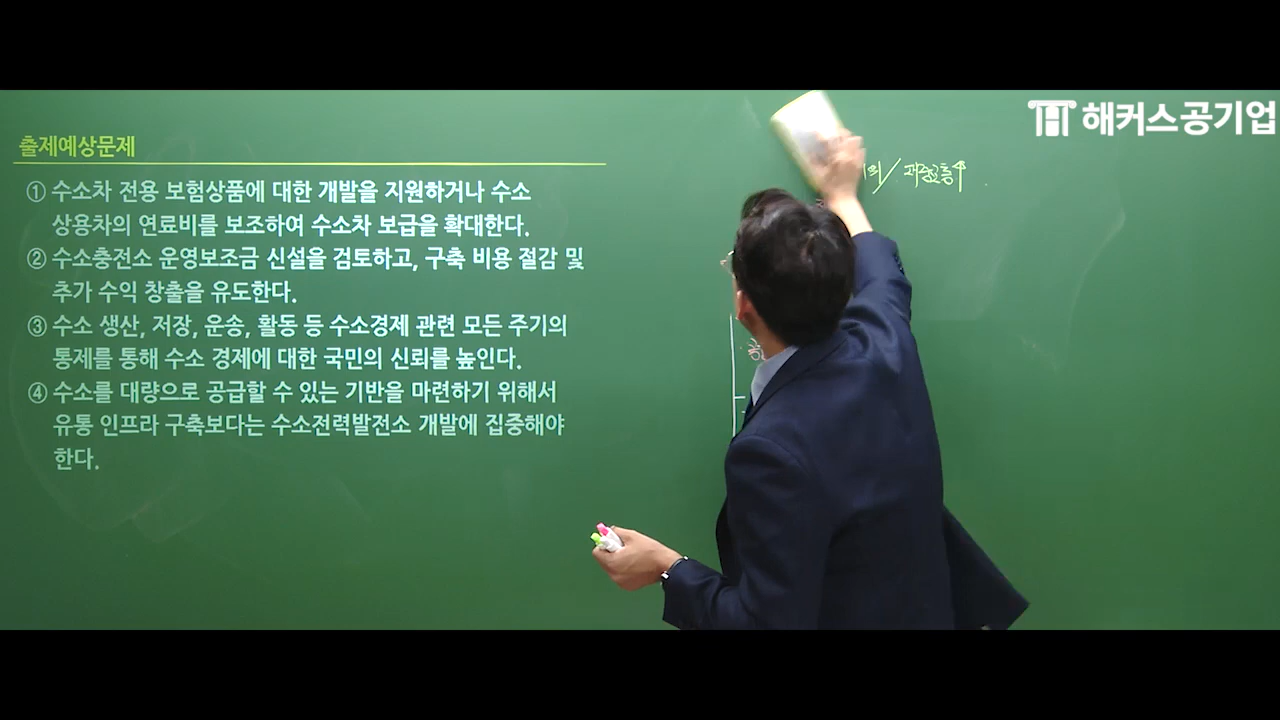 해커스공기업
출제예상문제
① 수소차 전용 보험상품에 대한 개발을 지원하거나 수소
상용차의 연료비를 보조하여 수소차 보급을 확대한다.
② 수소충전소 운영보조금 신설을 검토하고, 구축 비용 절감 및
추가 수익 창출을 유도한다.
③ 수소 생산, 저장, 운송, 활동 등 수소경제 관련 모든 주기의
통제를 통해 수소 경제에 대한 국민의 신뢰를 높인다.
④ 수소를 대량으로 공급할 수 있는 기반을 마련하기 위해서
유통 인프라 구축보다는 수소전력발전소 개발에 집중해야
한다.